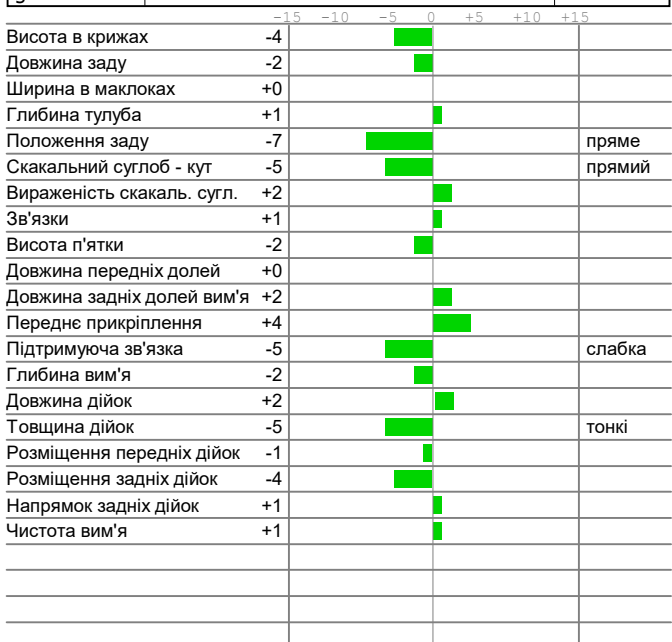 -15 -10 -5 0 +5 +10 +15
Висота в крижах -4
Довжина заду -2
Ширина в маклоках +0
Глибина тулуба +1
Положення заду -7 пряме
Скакальний суглоб - кут -5 прямий
Вираженість скакаль. сугл. +2
Зв'язки +1
Висота п'ятки -2
Довжина передніх долей +0
Довжина задніх долей вим'я +2
Переднє прикріплення +4
Підтримуюча зв'язка -5 слабка
Глибина вим'я -2
Довжина дійок +2
Товщина дійок -5 тонкі
Розміщення передніх дійок -1
Розміщення задніх дійок -4
Напрямок задніх дійок +1
Чистота вим'я +1